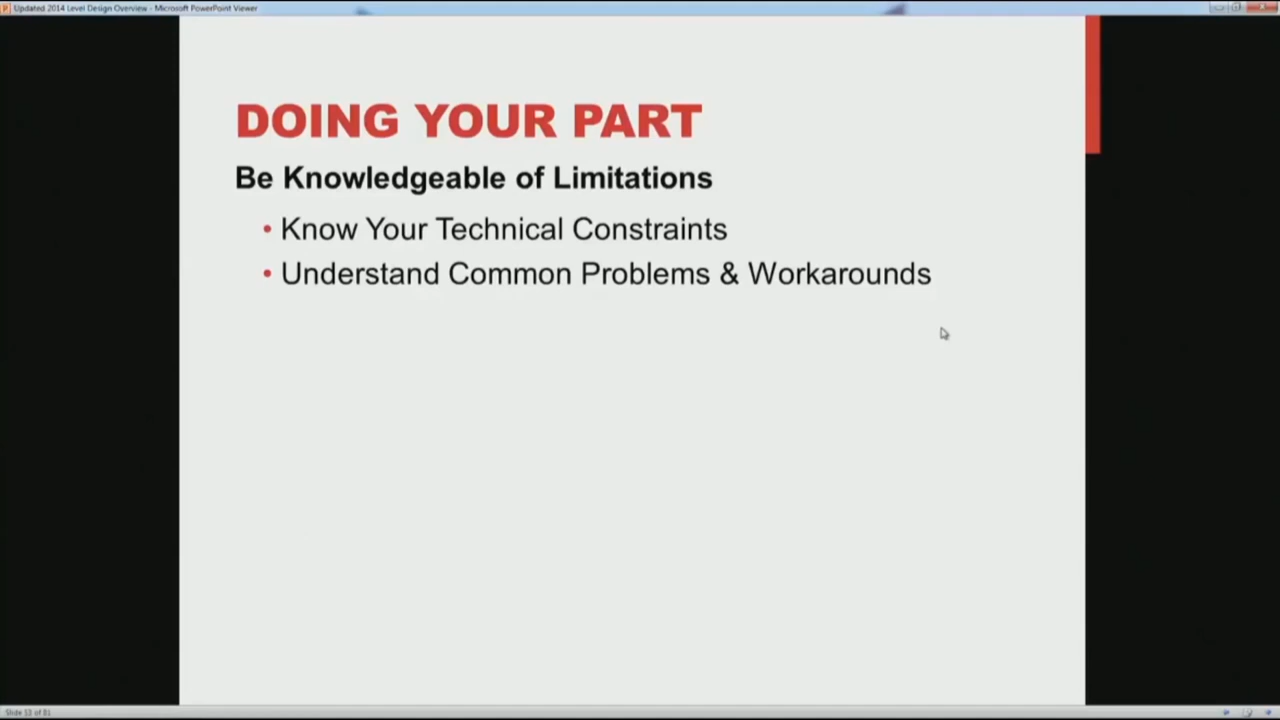 Updated 2014 Level Design Overview - Microsoft PowerPoint Viewer
DOING YOUR PART
Be Knowledgeable of Limitations
• Know Your Technical Constraints
• Understand Common Problems & Workarounds